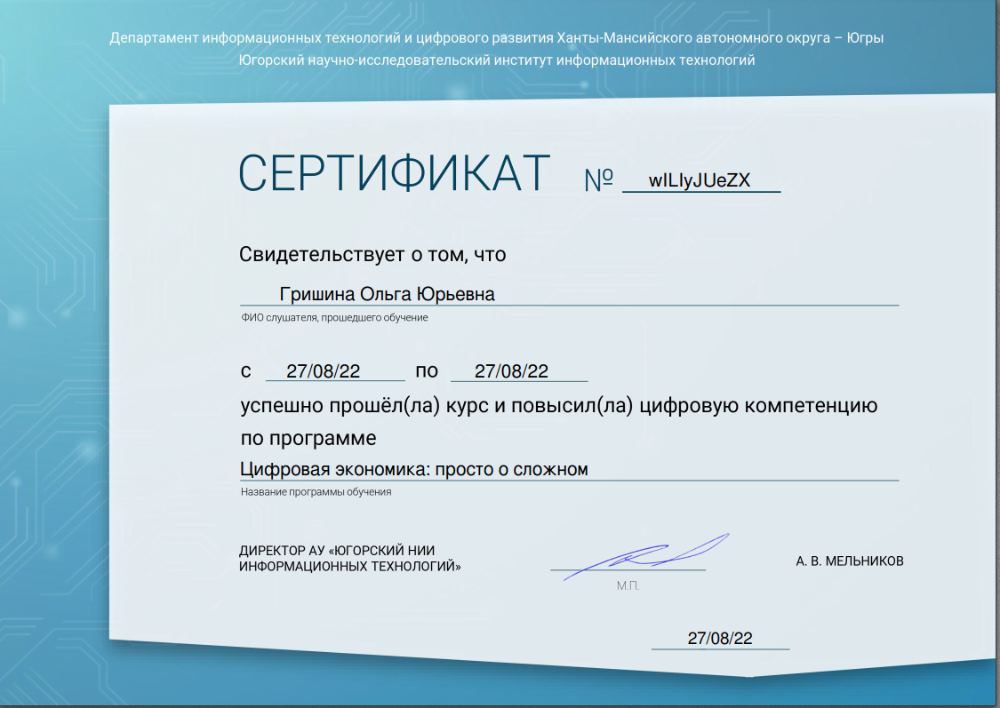 Департамент информационных технологий и цифрового развития Ханты-Мансийского автономного округа – Югры
Югорский научно-исследовательский институт информационных технологий
СЕРТИФИКАТ № wILIyJUeZX
Свидетельствует о том, что
Гришина Ольга Юрьевна
ФИО слушателя, прошедшего обучение
с 27/08/22 по 27/08/22
успешно прошёл(ла) курс и повысил(ла) цифровую компетенцию
по программе
Цифровая экономика: просто о сложном
Название программы обучения
ДИРЕКТОР АУ «ЮГОРСКИЙ НИИ
ИНФОРМАЦИОННЫХ ТЕХНОЛОГИЙ»
А. В. МЕЛЬНИКОВ
М.П.
27/08/22